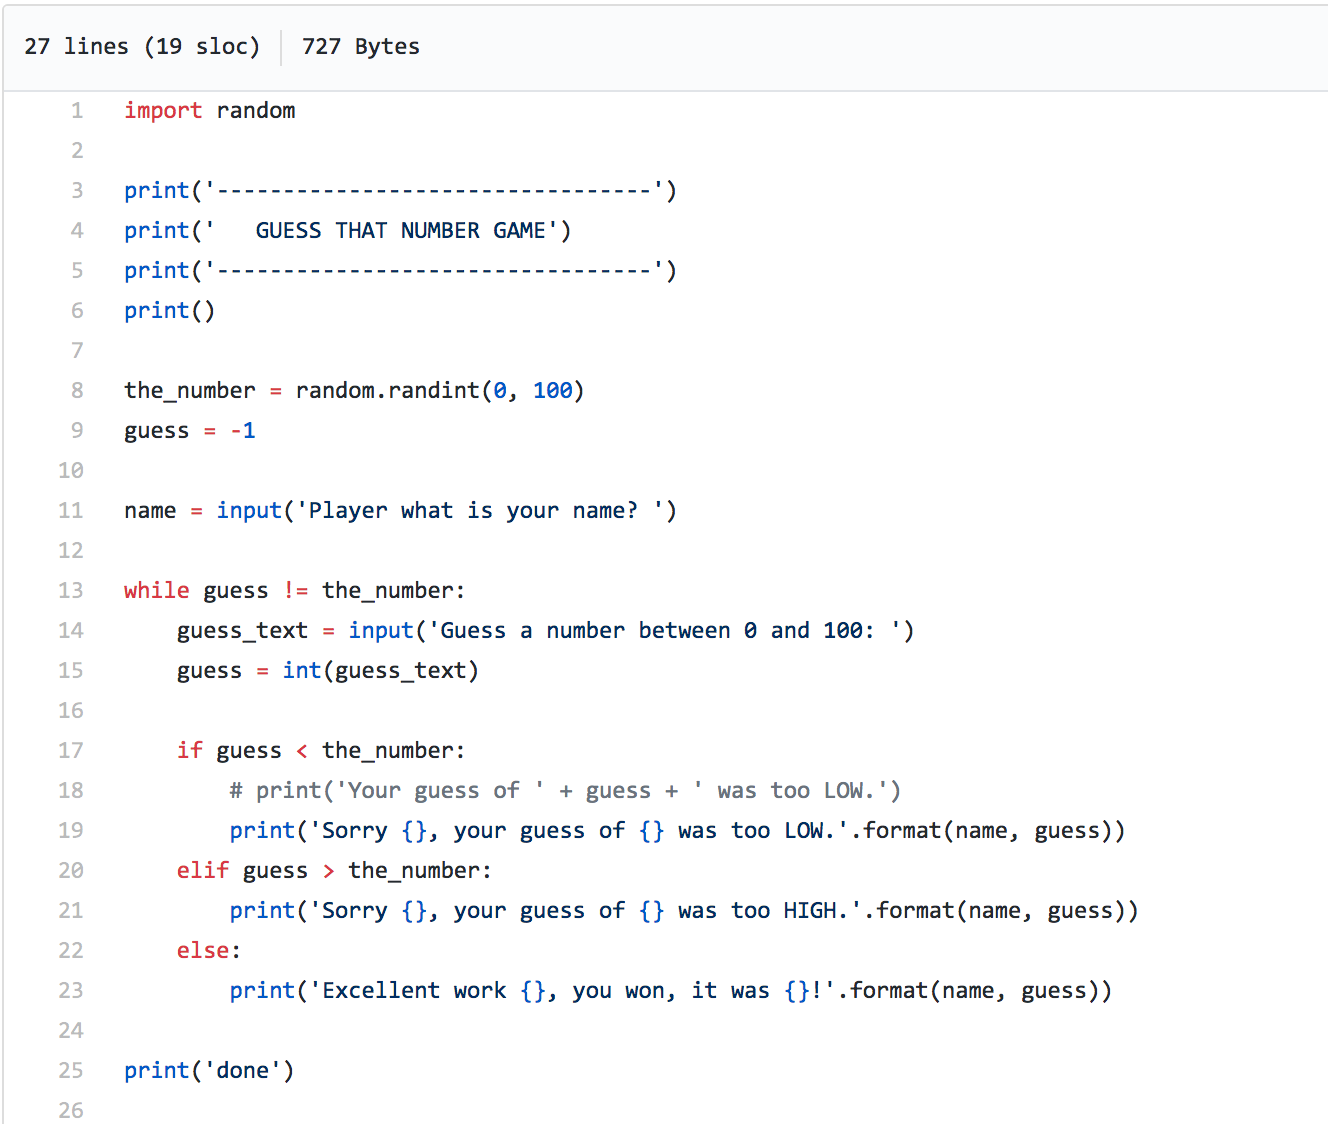 27 lines (19 sloc) | 727 Bytes
1 import random
2
3 print('---------------------------------')
4 print('   GUESS THAT NUMBER GAME')
5 print('---------------------------------')
6 print()
7
8 the_number = random.randint(0, 100)
9 guess = -1
10
11 name = input('Player what is your name? ')
12
13 while guess != the_number:
14     guess_text = input('Guess a number between 0 and 100: ')
15     guess = int(guess_text)
16
17     if guess < the_number:
18         # print('Your guess of ' + guess + ' was too LOW.')
19         print('Sorry {}, your guess of {} was too LOW.'.format(name, guess))
20     elif guess > the_number:
21         print('Sorry {}, your guess of {} was too HIGH.'.format(name, guess))
22     else:
23         print('Excellent work {}, you won, it was {}!'.format(name, guess))
24
25 print('done')
26